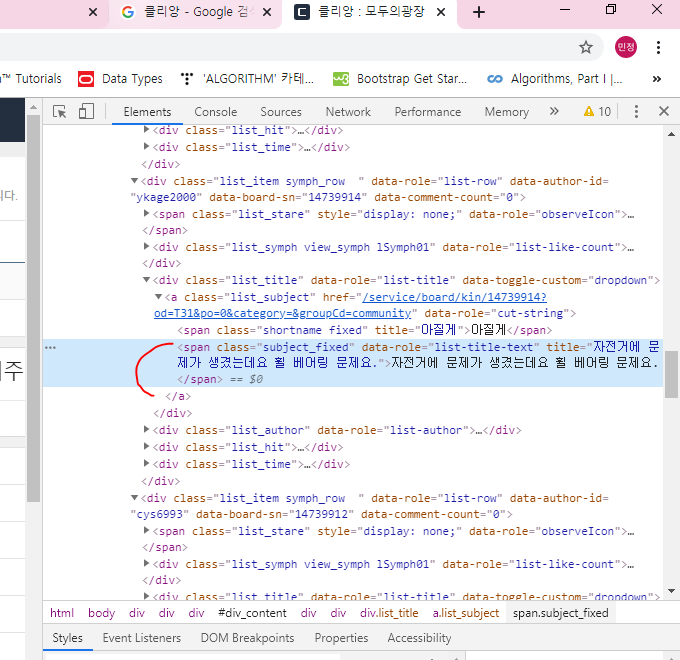 클리앙 - Google 검색
클리앙 : 모두의광장
민정
™ Tutorials
Data Types
'ALGORITHM' 카테...
Bootstrap Get Star...
Algorithms, Part I |...
»
Elements
Console
Sources
Network
Performance
Memory
»
10
니다.
<div class="list_hit">…</div>
<div class="list_time">…</div>
</div>
<div class="list_item symph_row  " data-role="list-row" data-author-id=
"ykage2000" data-board-sn="14739914" data-comment-count="0">
<span class="list_stare" style="display: none;" data-role="observeIcon">…
</span>
<div class="list_symph view_symph lSymph01" data-role="list-like-count">…
</div>
<div class="list_title" data-role="list-title" data-toggle-custom="dropdown">
<a class="list_subject" href="/service/board/kin/14739914?
od=T31&po=0&category=&groupCd=community" data-role="cut-string">
<span class="shortname fixed" title="아질게">아질게</span>
<span class="subject_fixed" data-role="list-title-text" title="자전거에 문
제가 생겼는데요 휠 베어링 문제요.">자전거에 문제가 생겼는데요 휠 베어링 문제요.
</span> == $0
</a>
</div>
<div class="list_author" data-role="list-author">…</div>
<div class="list_hit">…</div>
<div class="list_time">…</div>
</div>
<div class="list_item symph_row  " data-role="list-row" data-author-id=
"cys6993" data-board-sn="14739912" data-comment-count="0">
<span class="list_stare" style="display: none;" data-role="observeIcon">…
</span>
<div class="list_symph view_symph lSymph01" data-role="list-like-count">…
</div>
<div class="list_title" data-role="list-title" data-toggle-custom="dropdown">
해주
html body div div div #div_content div div div.list_title a.list_subject span.subject_fixed
Styles
Event Listeners
DOM Breakpoints
Properties
Accessibility